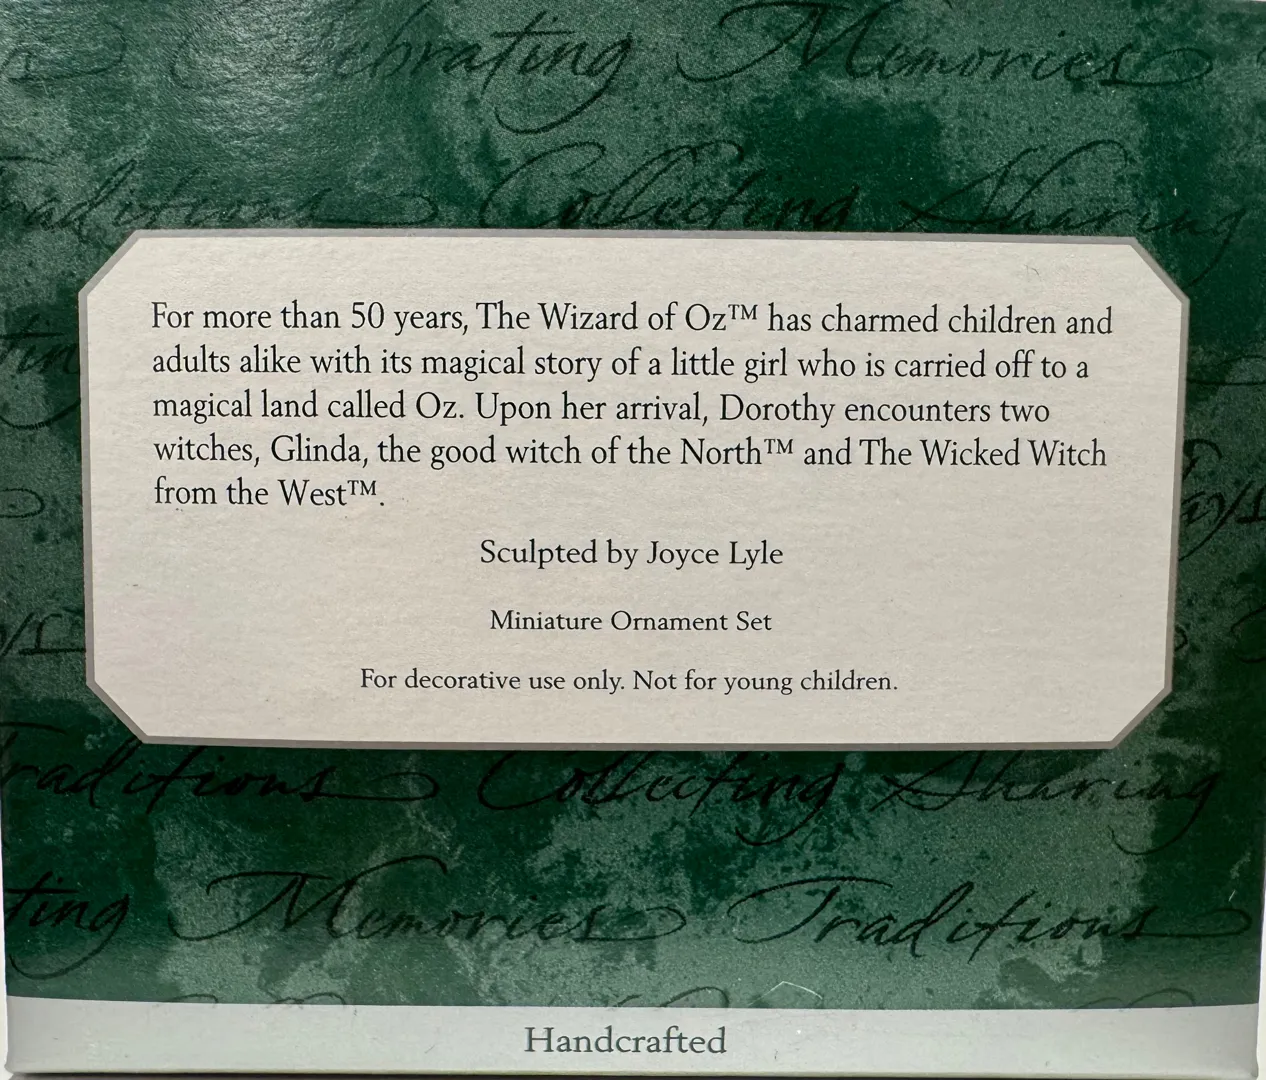 Celebrating Memories
Traditions Collecting Sharing
For more than 50 years, The Wizard of Oz™ has charmed children and
adults alike with its magical story of a little girl who is carried off to a
magical land called Oz. Upon her arrival, Dorothy encounters two
witches, Glinda, the good witch of the North™ and The Wicked Witch
from the West™.
Sculpted by Joyce Lyle
Miniature Ornament Set
For decorative use only. Not for young children.
Traditions Collecting Sharing
ting Memories Traditions
Handcrafted